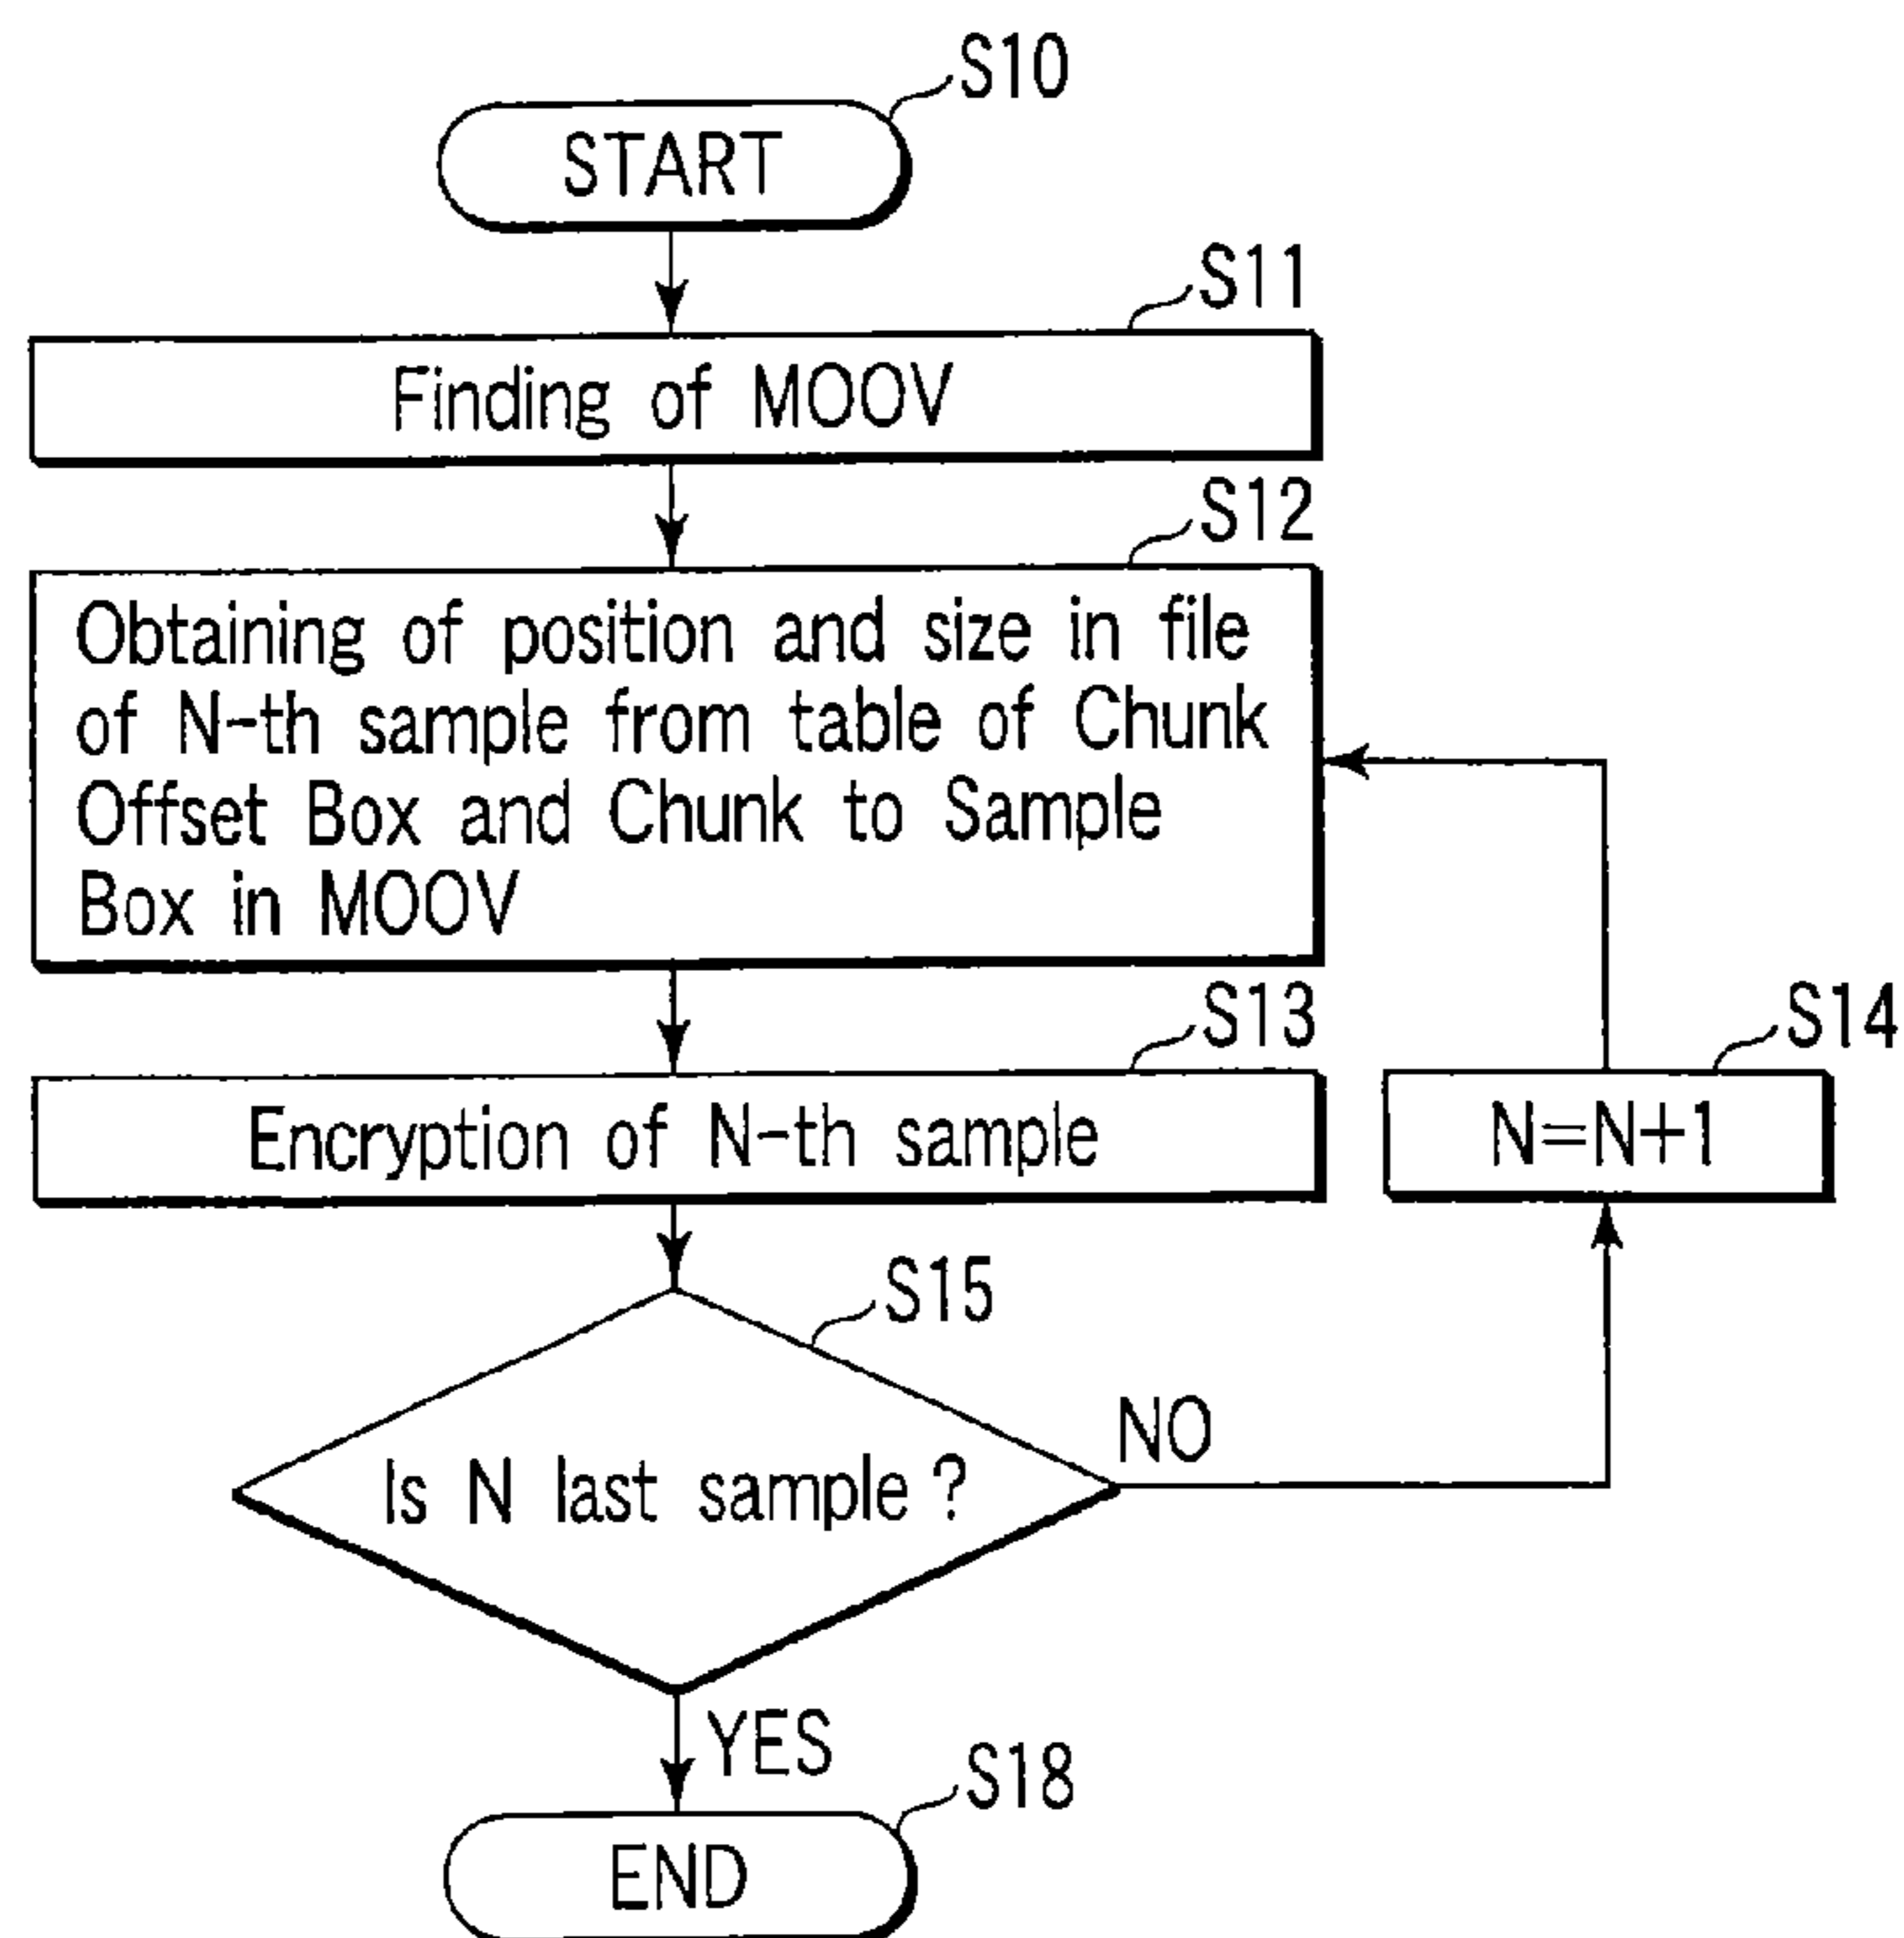 S10
START
S11
Finding of MOOV
S12
Obtaining of position and size in file
of N-th sample from table of Chunk
Offset Box and Chunk to Sample
Box in MOOV
S13
Encryption of N-th sample
S14
N=N+1
S15
Is N last sample ?
NO
YES
S18
END